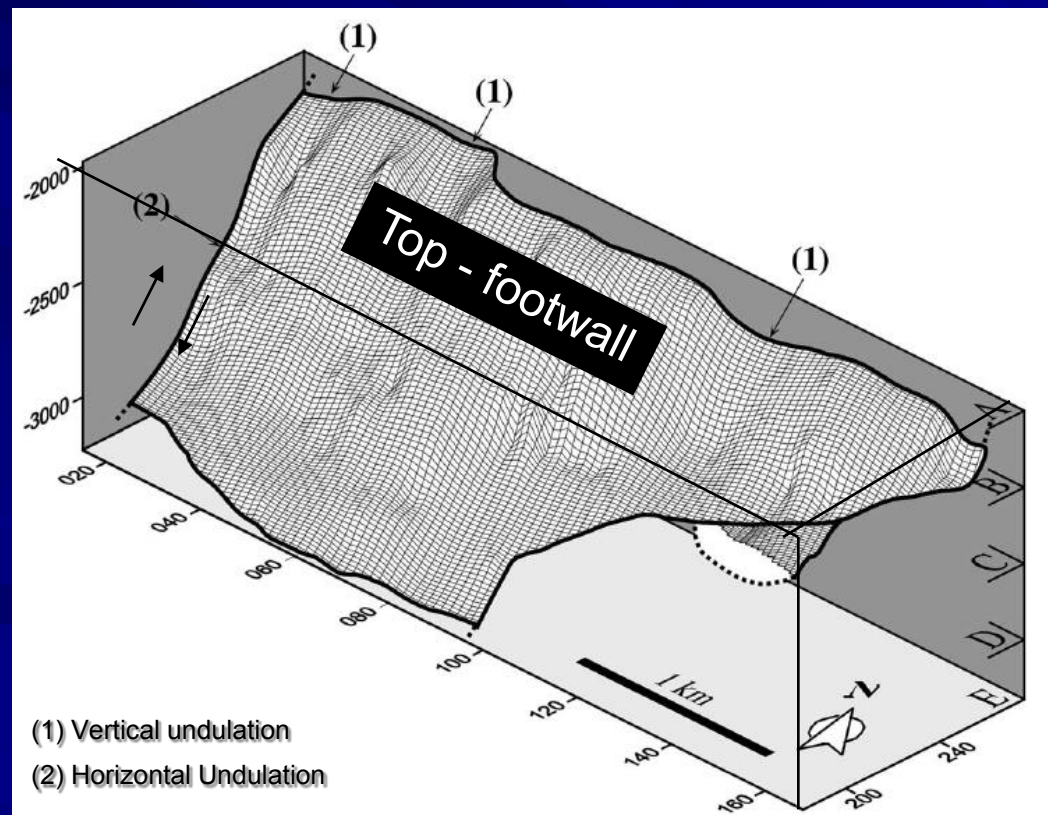 (1)
(1)
(1)
(2)
-2000
-2500
-3000
Top - footwall
A
B
C
D
E
020
040
060
080
100
120
140
160
200
240
1 km
N
(1) Vertical undulation
(2) Horizontal Undulation